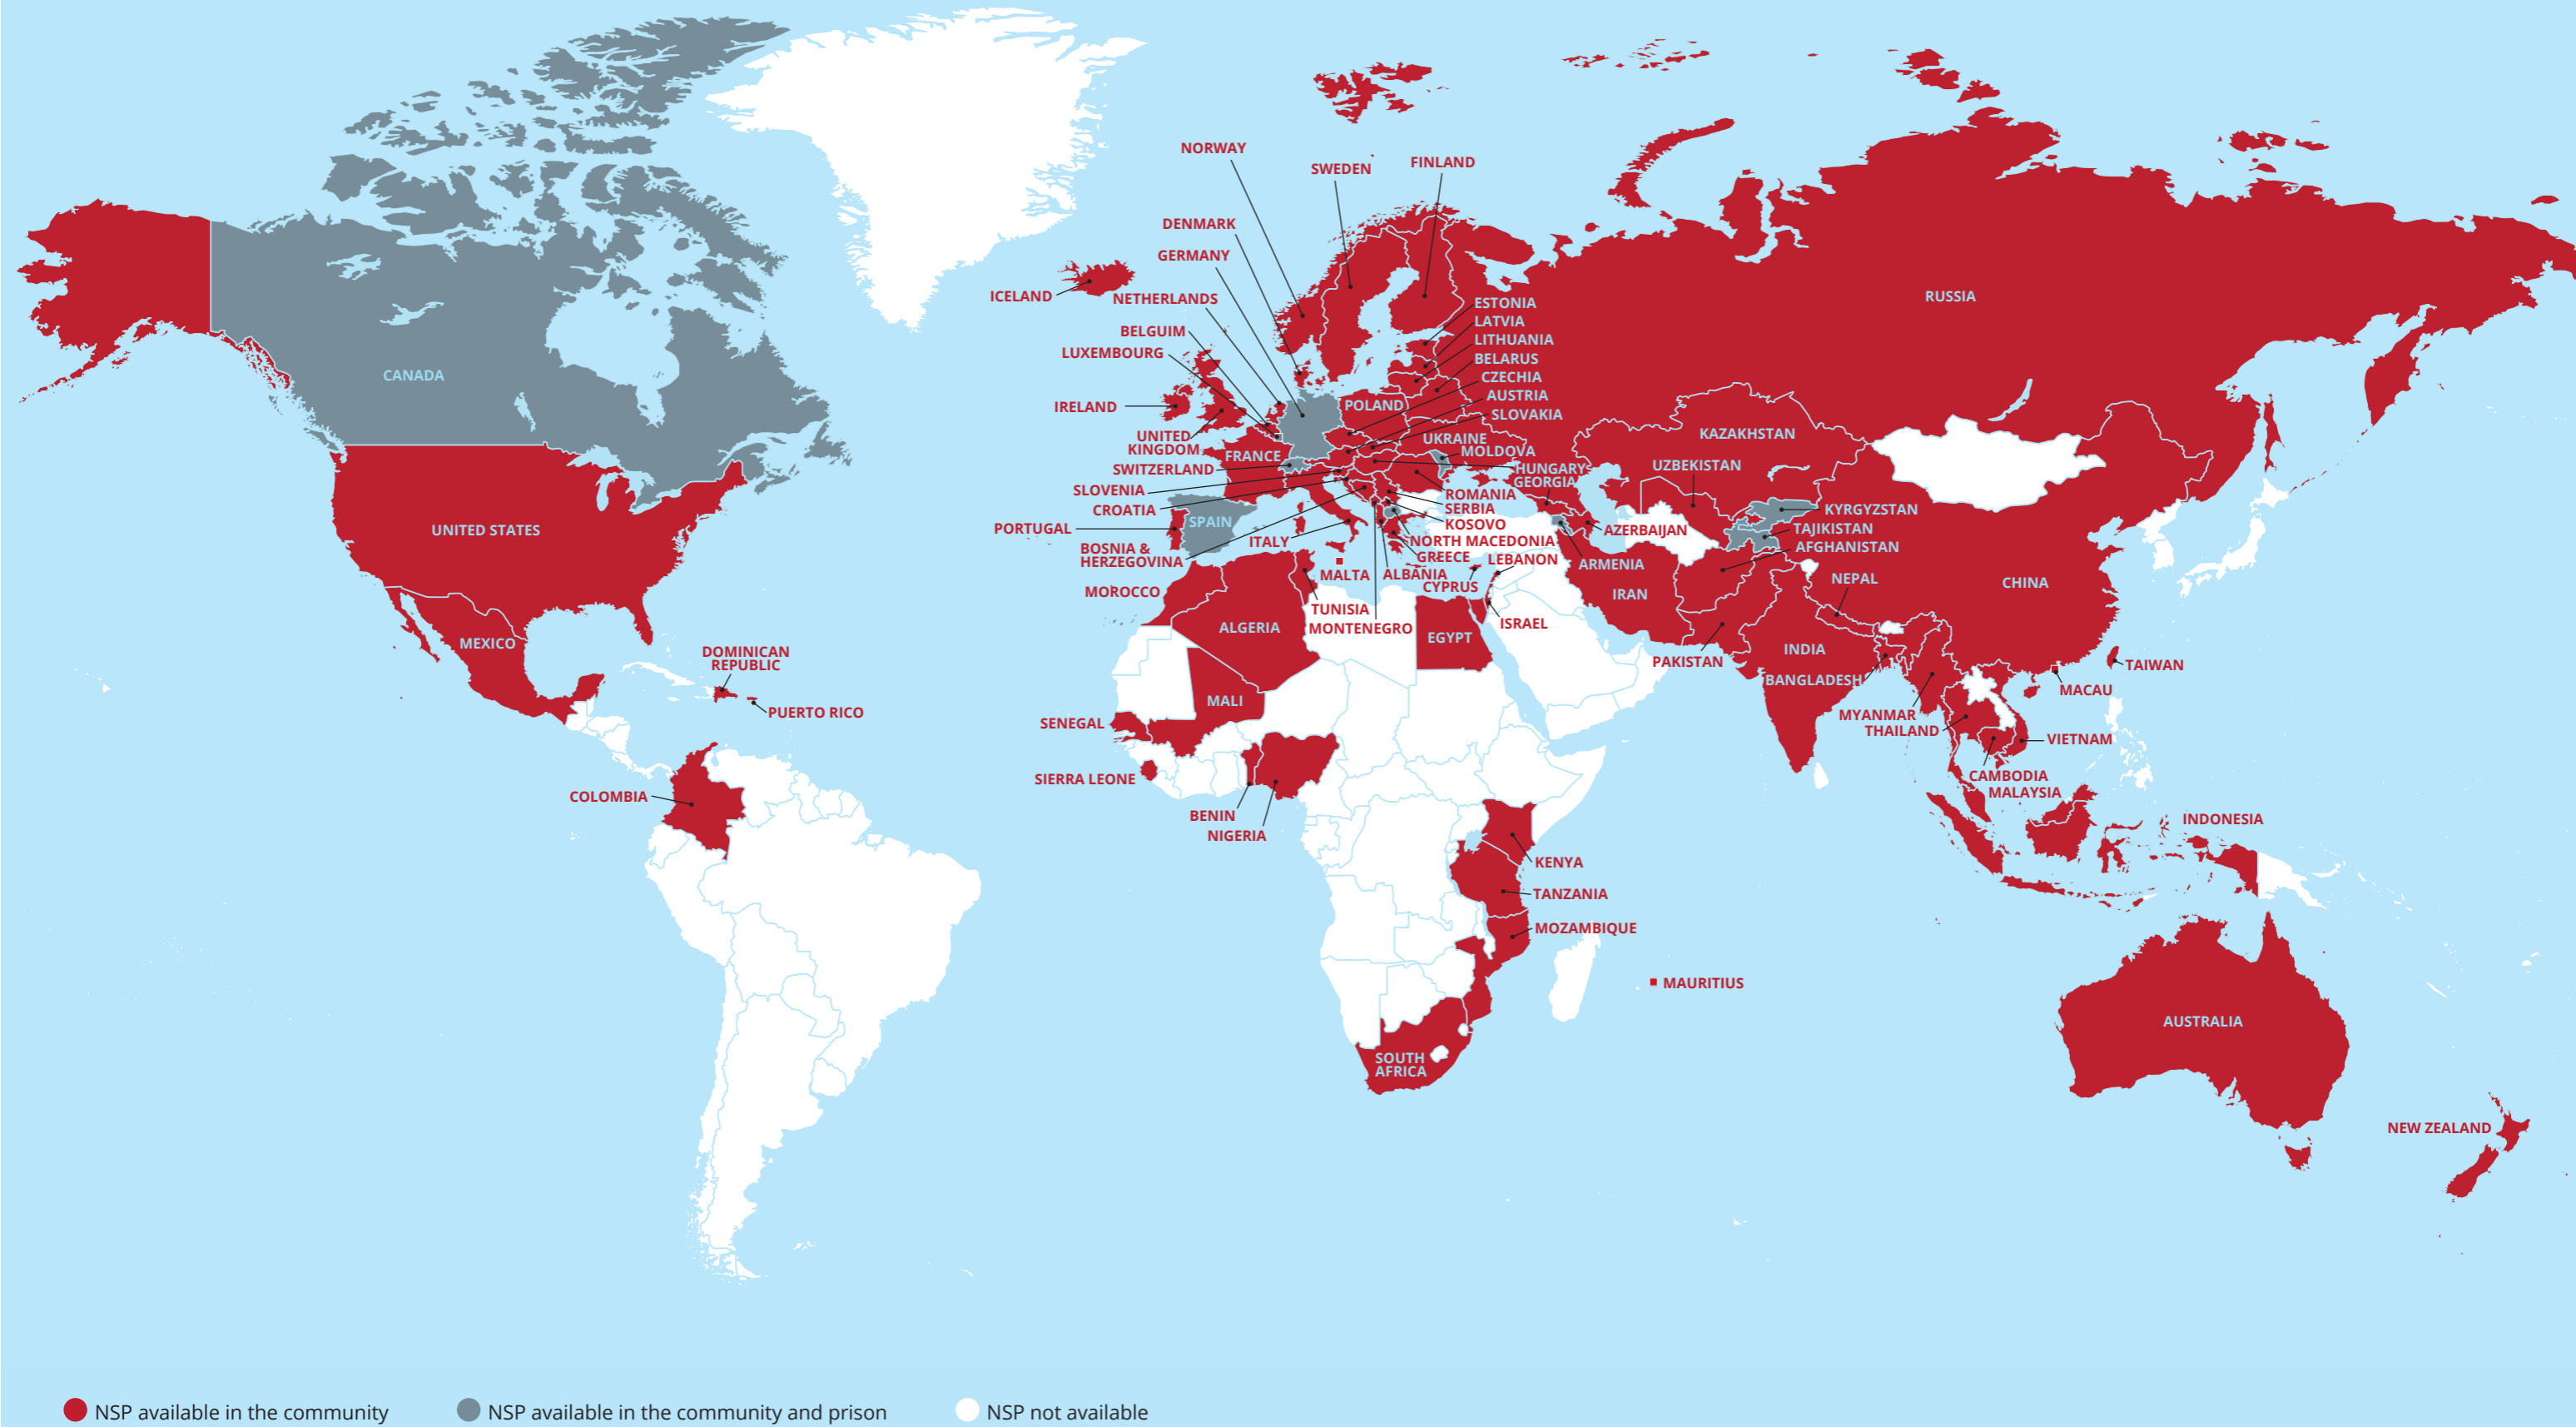 NORWAY
SWEDEN
FINLAND
DENMARK
GERMANY
ICELAND
NETHERLANDS
BELGUIM
LUXEMBOURG
ESTONIA
LATVIA
LITHUANIA
BELARUS
CZECHIA
AUSTRIA
SLOVAKIA
RUSSIA
CANADA
IRELAND
POLAND
UNITED
KINGDOM
FRANCE
UKRAINE
MOLDOVA
KAZAKHSTAN
SWITZERLAND
HUNGARY
GEORGIA
UZBEKISTAN
SLOVENIA
ROMANIA
CROATIA
SERBIA
KYRGYZSTAN
UNITED STATES
PORTUGAL
SPAIN
KOSOVO
AZERBAIJAN
TAJIKISTAN
ITALY
NORTH MACEDONIA
AFGHANISTAN
BOSNIA &
HERZEGOVINA
GREECE
LEBANON
ARMENIA
MALTA
ALBANIA
CYPRUS
NEPAL
CHINA
MOROCCO
IRAN
TUNISIA
MONTENEGRO
ISRAEL
ALGERIA
EGYPT
MEXICO
DOMINICAN
REPUBLIC
PAKISTAN
INDIA
TAIWAN
BANGLADESH
MACAU
MALI
PUERTO RICO
SENEGAL
MYANMAR
THAILAND
VIETNAM
SIERRA LEONE
CAMBODIA
MALAYSIA
COLOMBIA
BENIN
NIGERIA
INDONESIA
KENYA
TANZANIA
MOZAMBIQUE
MAURITIUS
AUSTRALIA
SOUTH
AFRICA
NEW ZEALAND
NSP available in the community
NSP available in the community and prison
NSP not available